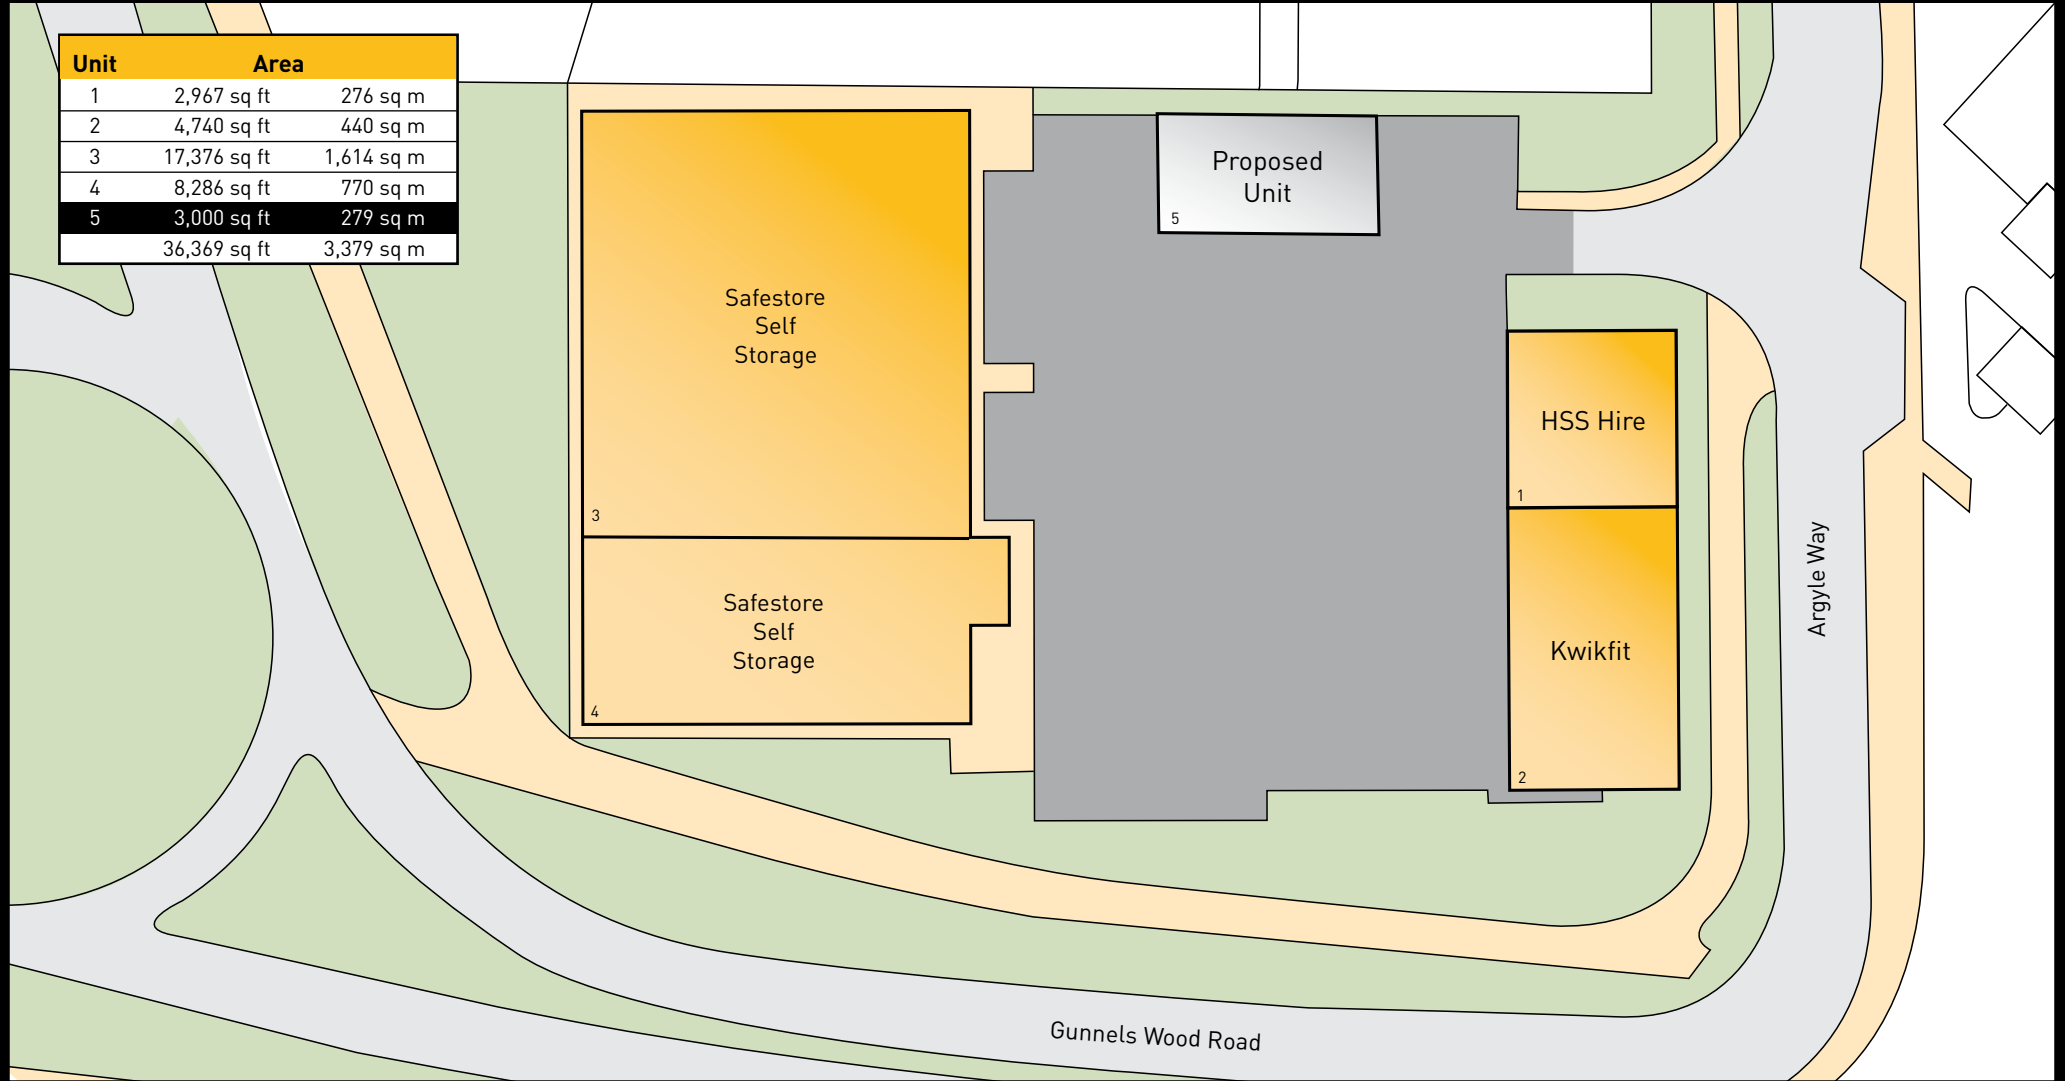 Unit Area
1 2,967 sq ft 276 sq m
2 4,740 sq ft 440 sq m
3 17,376 sq ft 1,614 sq m
4 8,286 sq ft 770 sq m
5 3,000 sq ft 279 sq m
36,369 sq ft 3,379 sq m
Proposed
Unit
5
Safestore
Self
Storage
3
HSS Hire
1
Safestore
Self
Storage
4
Kwikfit
2
Argyle Way
Gunnels Wood Road